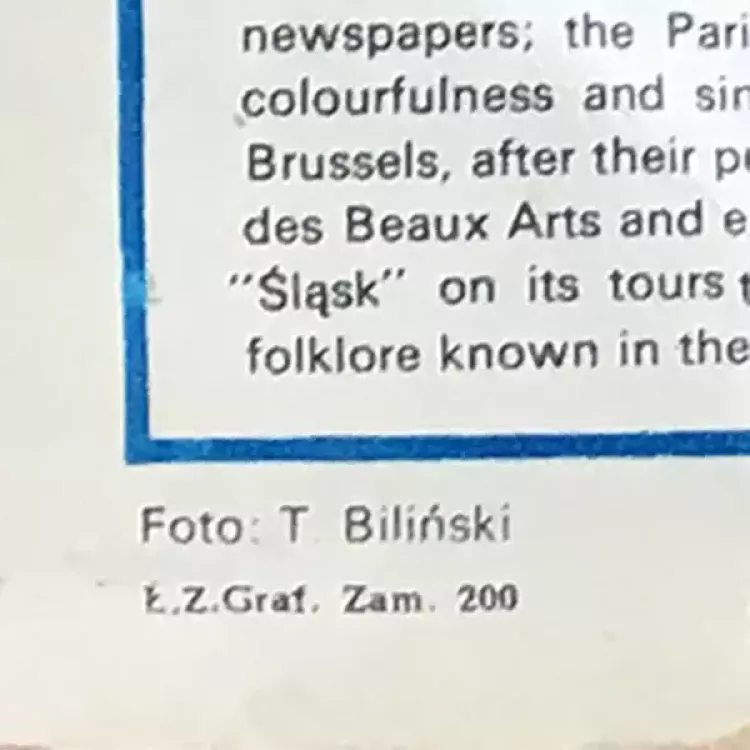 newspapers; the Pari
colourfulness and sin
Brussels, after their pu
des Beaux Arts and e
"Śląsk" on its tours t
folklore known in the
Foto: T. Biliński
Ł.Z.Graf. Zam. 200